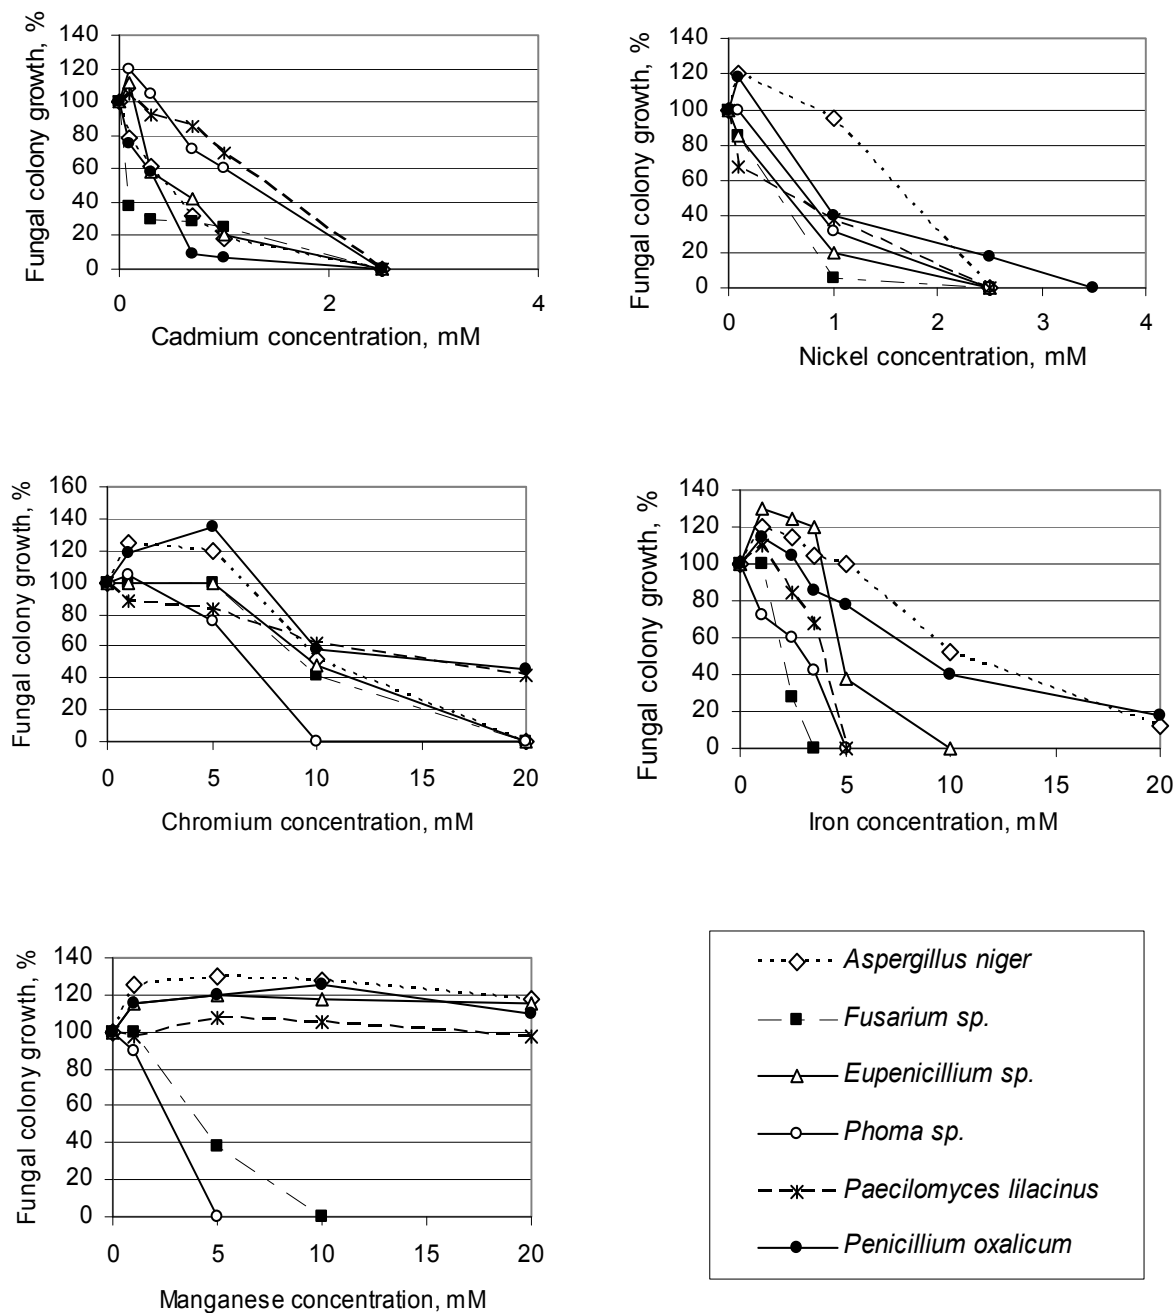 Fungal colony growth, %
140
120
100
80
60
40
20
0
0 2 4
Cadmium concentration, mM
Fungal colony growth, %
140
120
100
80
60
40
20
0
0 1 2 3 4
Nickel concentration, mM
Fungal colony growth, %
160
140
120
100
80
60
40
20
0
0 5 10 15 20
Chromium concentration, mM
Fungal colony growth, %
140
120
100
80
60
40
20
0
0 5 10 15 20
Iron concentration, mM
Fungal colony growth, %
140
120
100
80
60
40
20
0
0 5 10 15 20
Manganese concentration, mM
Aspergillus niger
Fusarium sp.
Eupenicillium sp.
Phoma sp.
Paecilomyces lilacinus
Penicillium oxalicum